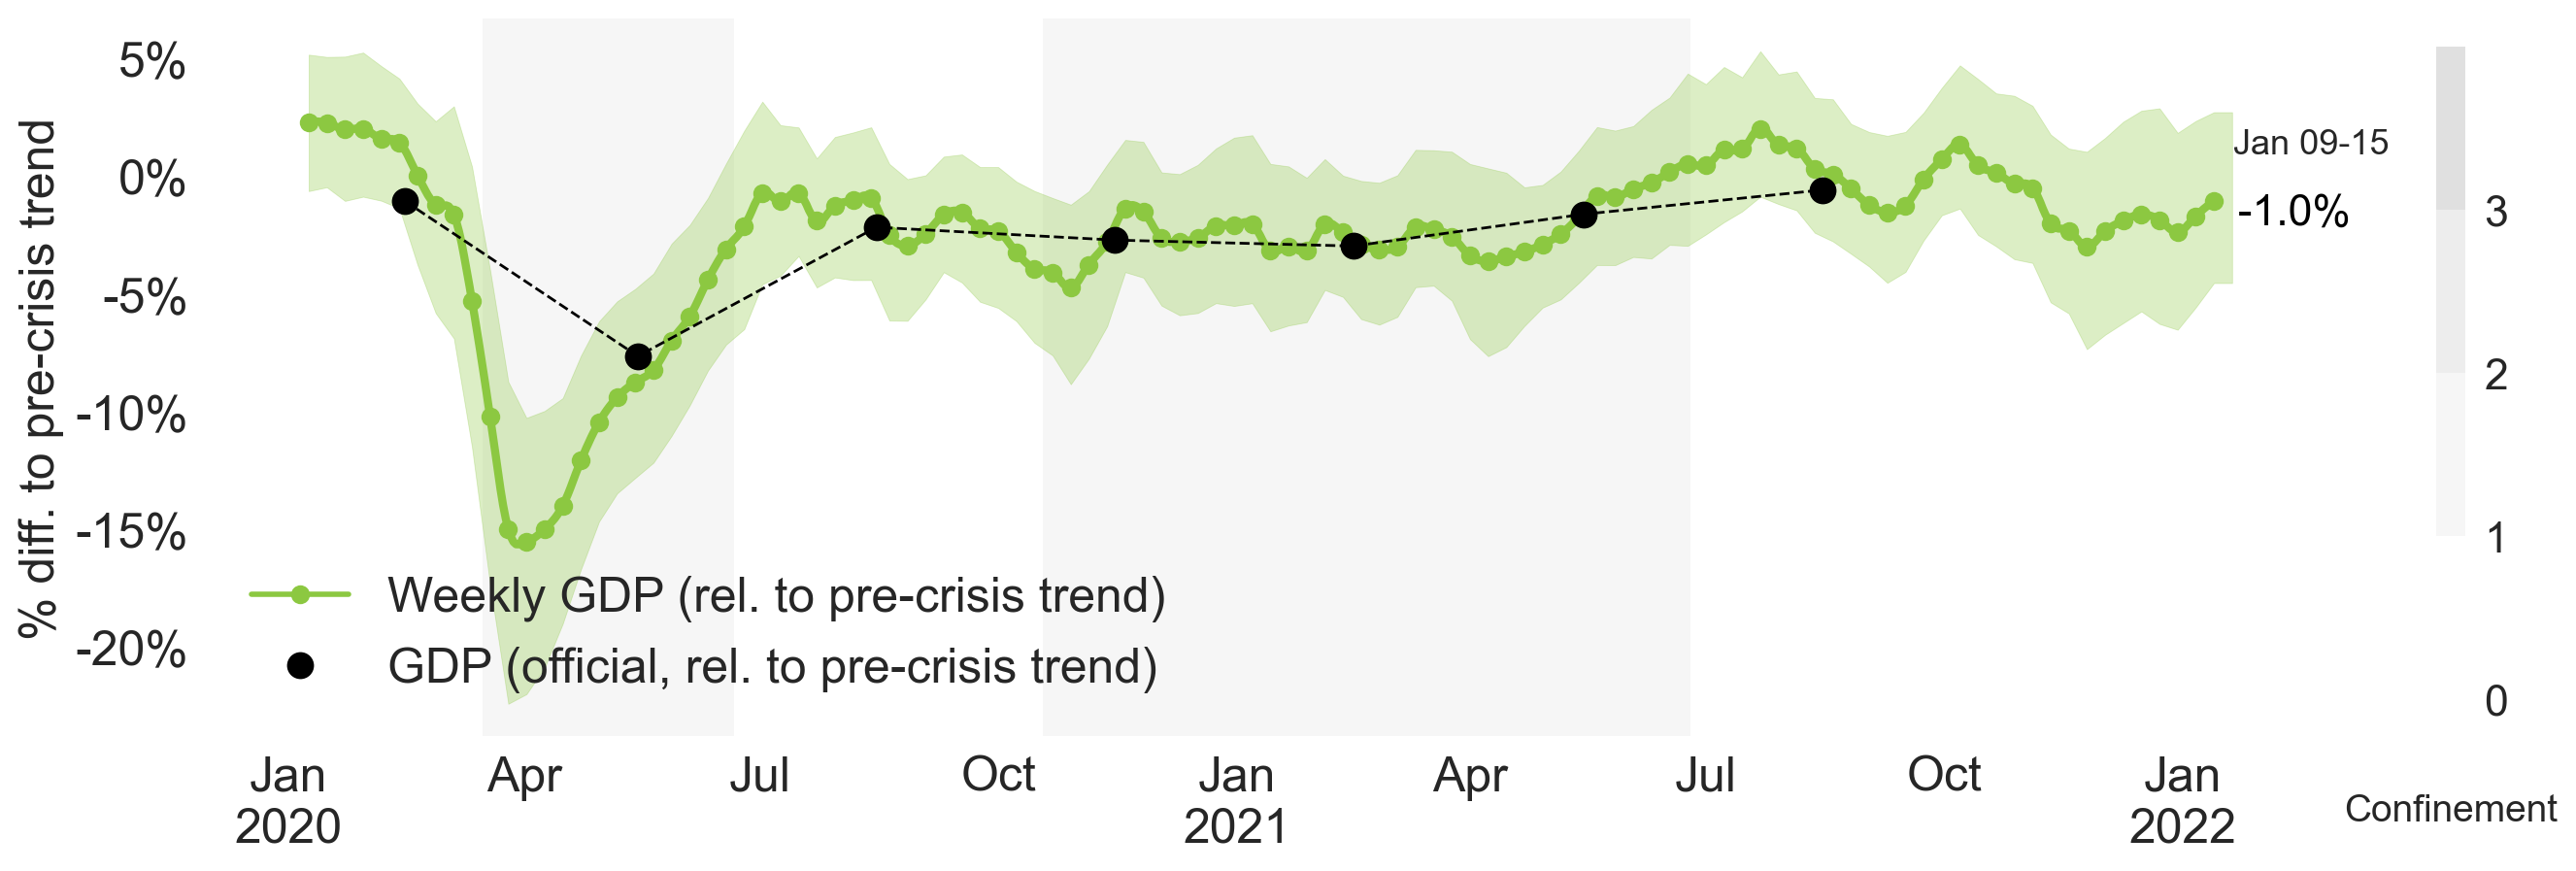 % diff. to pre-crisis trend
5%
0%
-5%
-10%
-15%
-20%
Weekly GDP (rel. to pre-crisis trend)
GDP (official, rel. to pre-crisis trend)
Jan 09-15
-1.0%
3
2
1
0
Confinement
Jan Apr Jul Oct Jan Apr Jul Oct Jan
2020 2021 2022